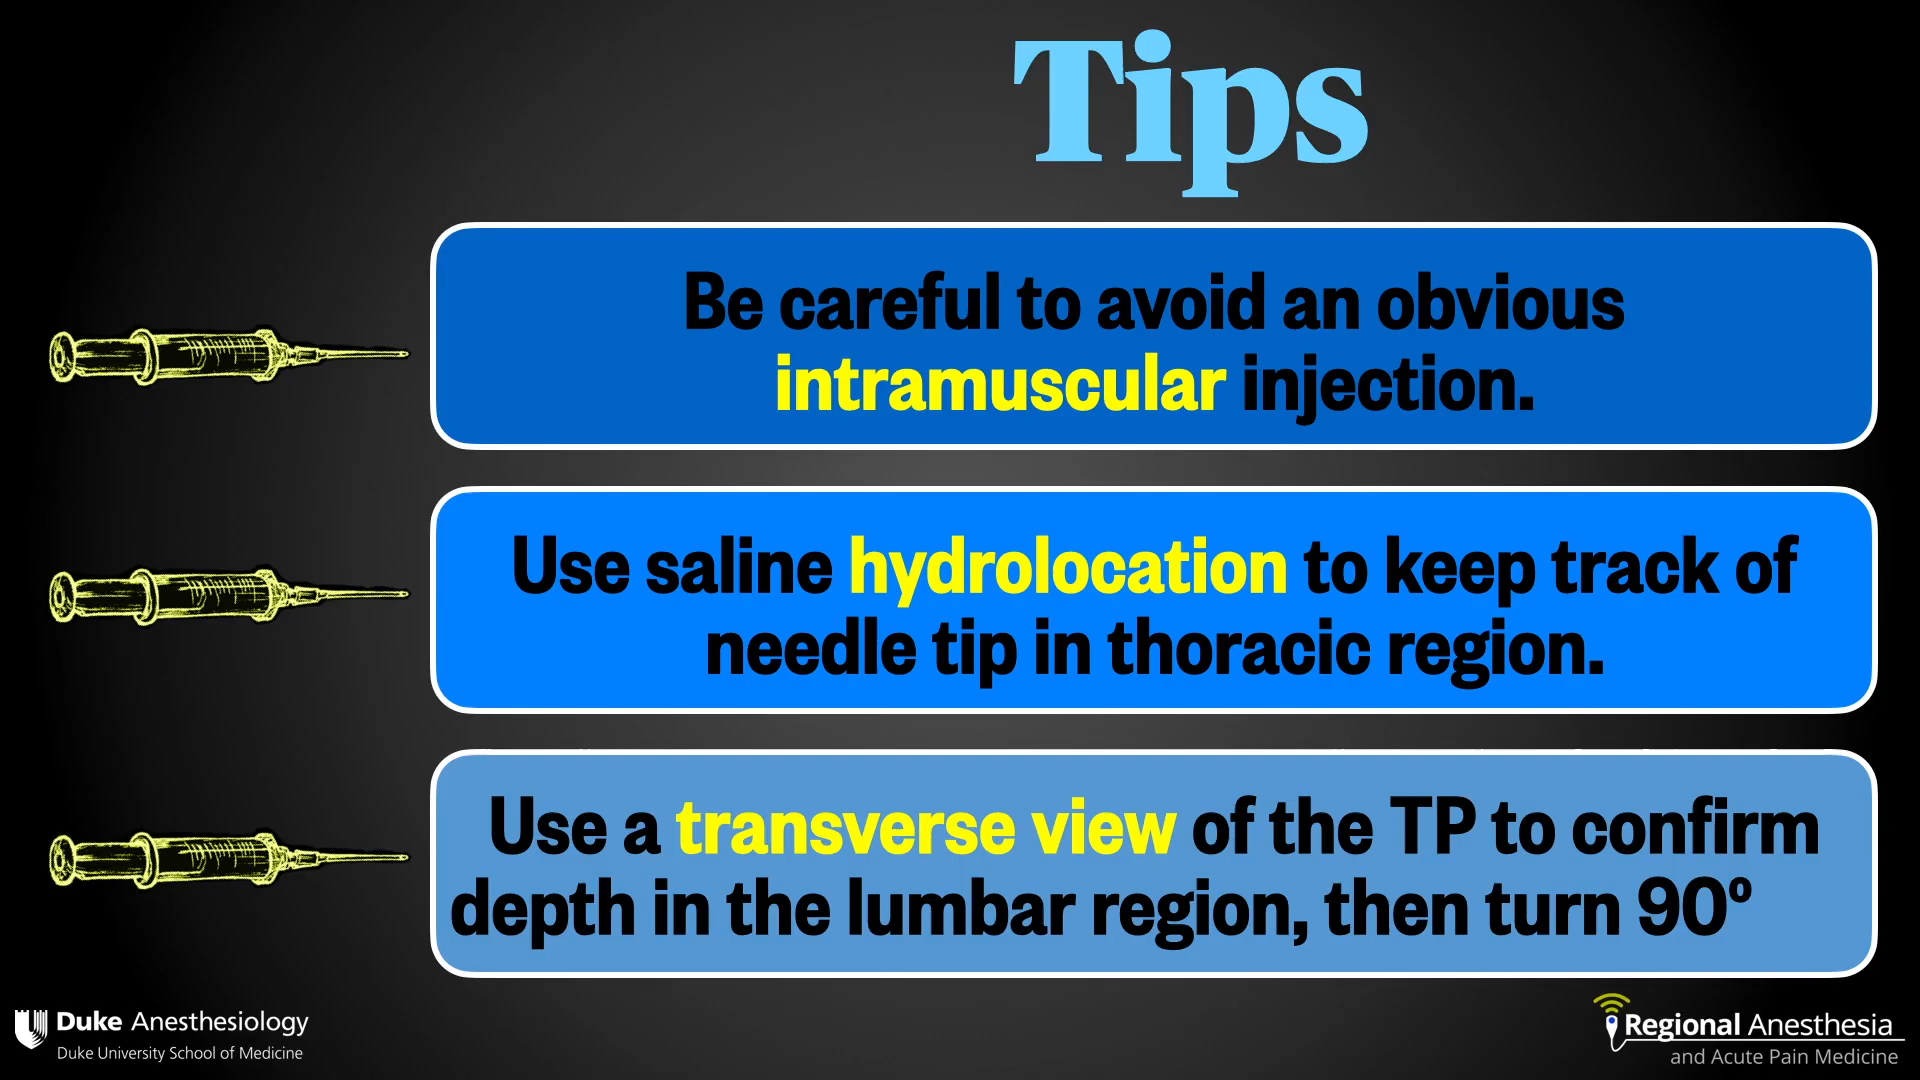 Tips
Be careful to avoid an obvious
intramuscular injection.
Use saline hydrolocation to keep track of
needle tip in thoracic region.
Use a transverse view of the TP to confirm
depth in the lumbar region, then turn 90º
Duke Anesthesiology
Duke University School of Medicine
Regional Anesthesia
and Acute Pain Medicine